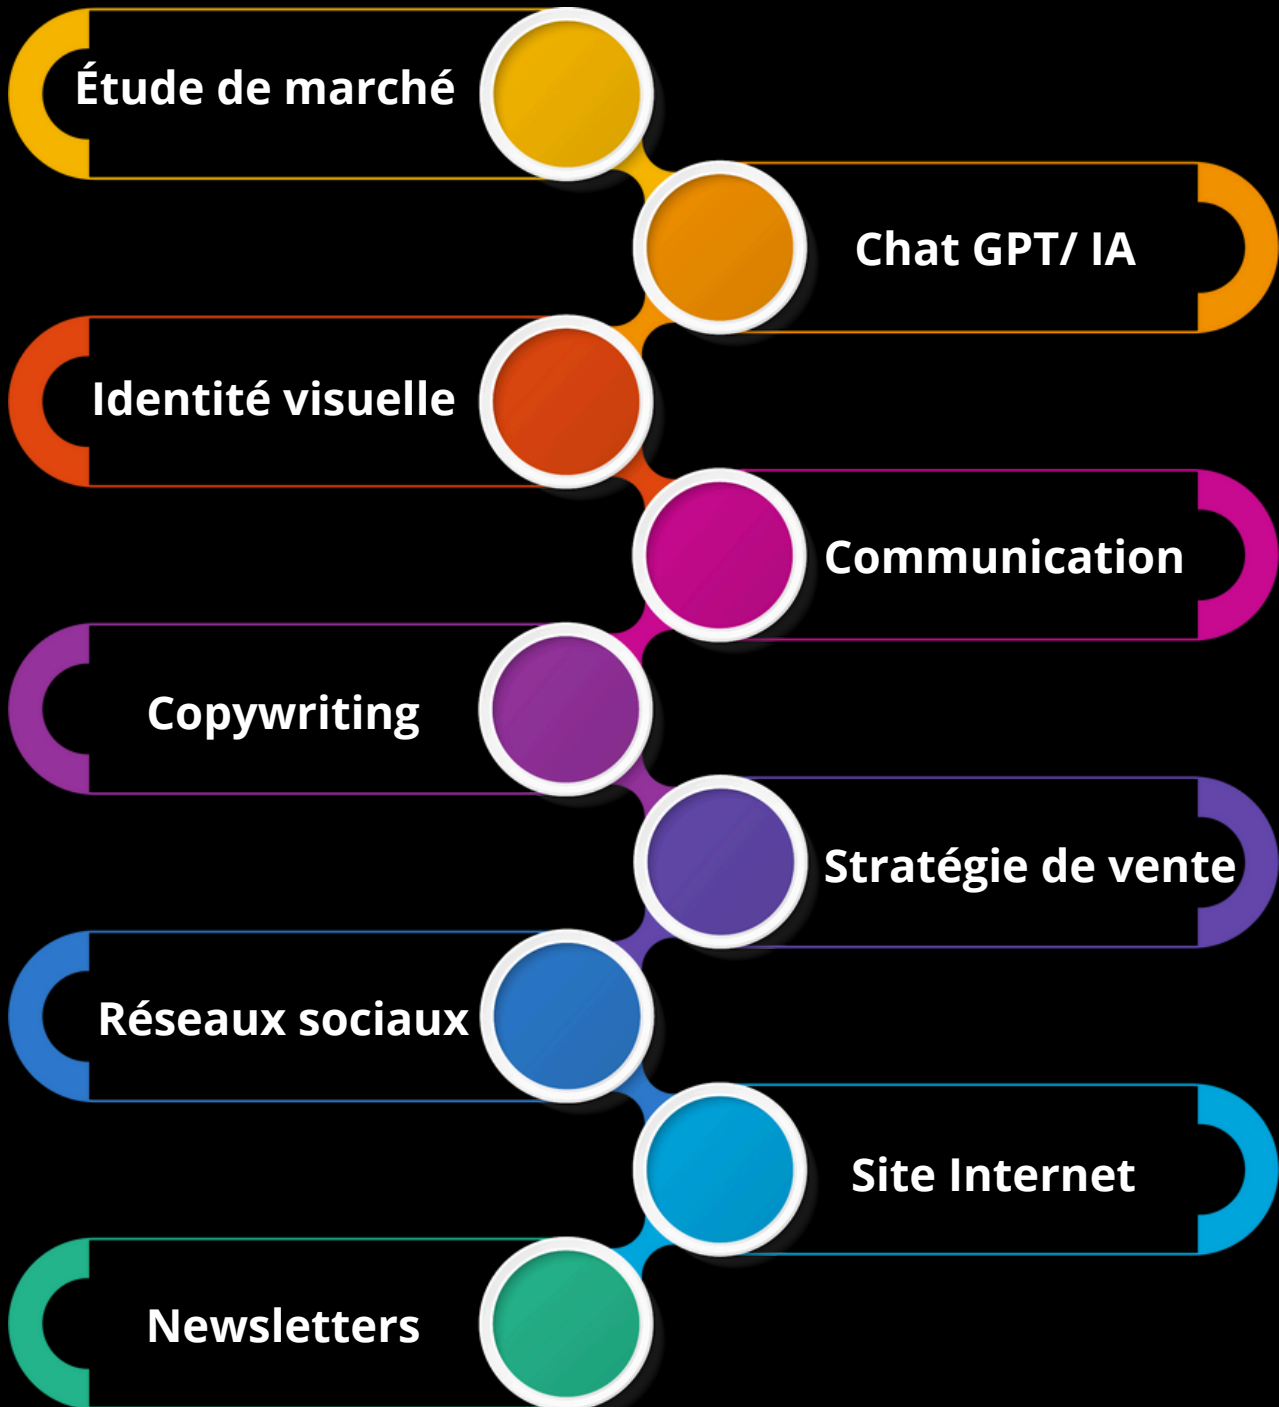 Étude de marché
Chat GPT/ IA
Identité visuelle
Communication
Copywriting
Stratégie de vente
Réseaux sociaux
Site Internet
Newsletters